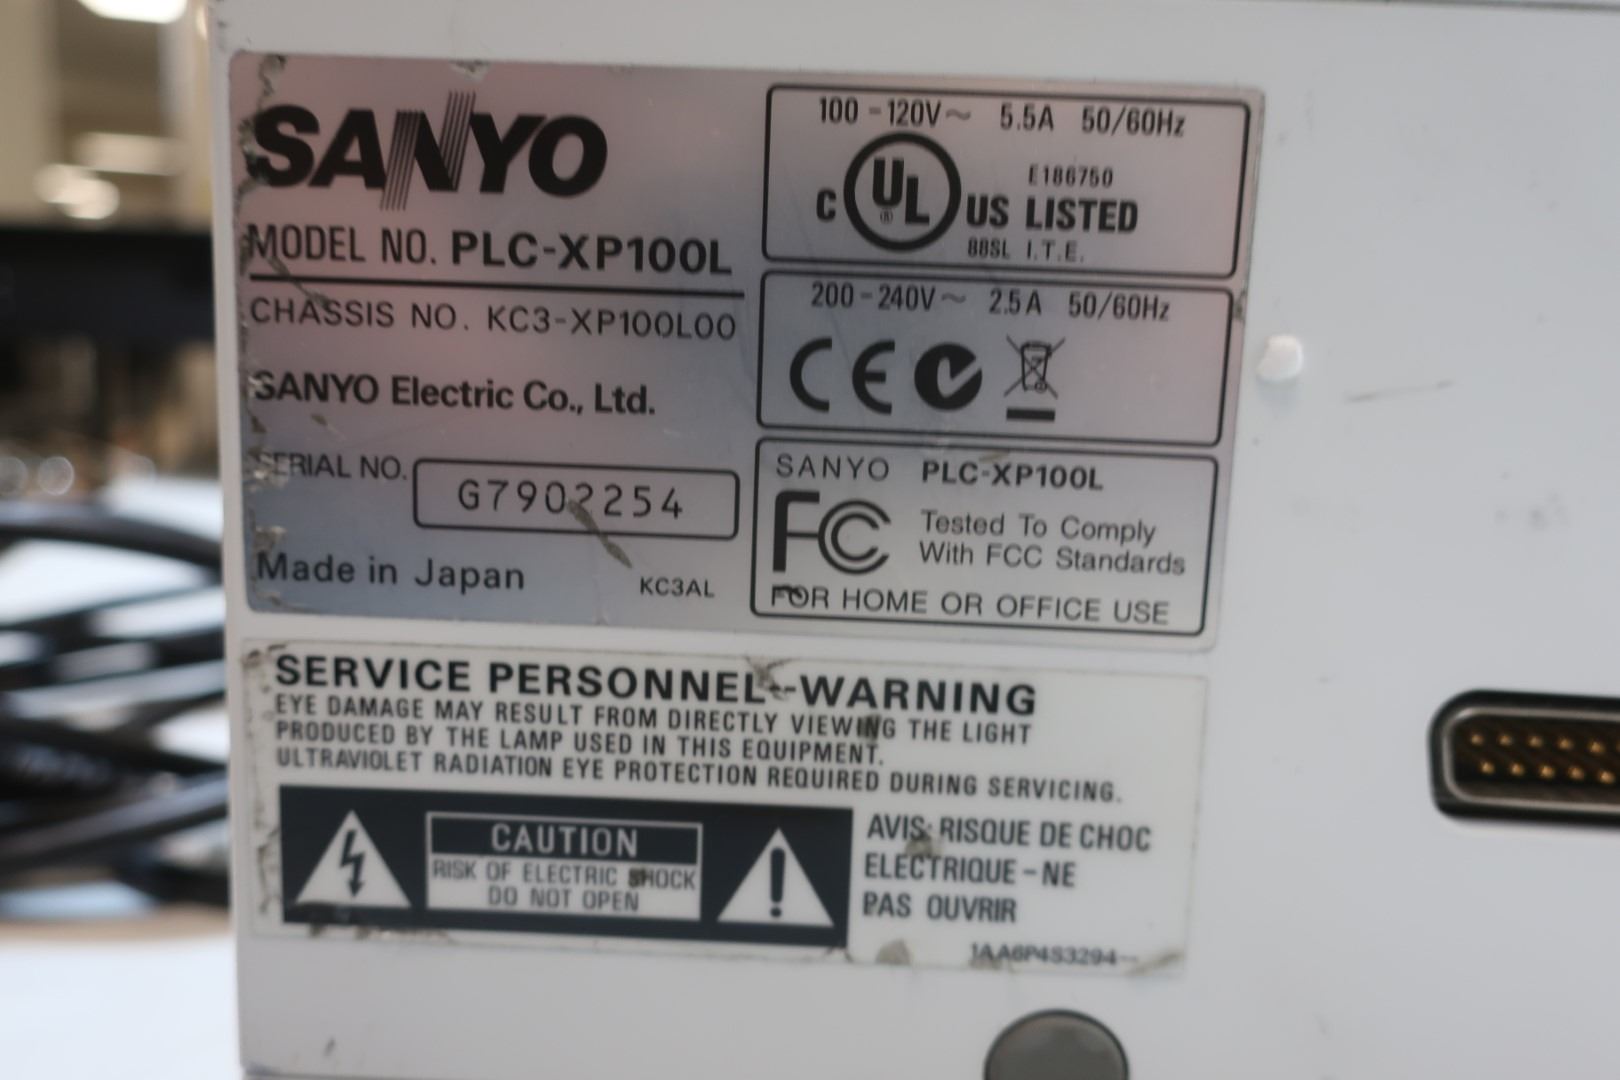 SANYO
MODEL NO. PLC-XP100L
CHASSIS NO. KC3-XP100L00
SANYO Electric Co., Ltd.
SERIAL NO. G7902254
Made in Japan KC3AL
100-120V~ 5.5A 50/60Hz
E186750
C UL® US LISTED
88SL I.T.E.
200-240V~ 2.5A 50/60Hz
CE
SANYO PLC-XP100L
FC Tested To Comply
With FCC Standards
FOR HOME OR OFFICE USE
SERVICE PERSONNEL--WARNING
EYE DAMAGE MAY RESULT FROM DIRECTLY VIEWING THE LIGHT
PRODUCED BY THE LAMP USED IN THIS EQUIPMENT.
ULTRAVIOLET RADIATION EYE PROTECTION REQUIRED DURING SERVICING.
CAUTION
RISK OF ELECTRIC SHOCK
DO NOT OPEN
AVIS: RISQUE DE CHOC
ELECTRIQUE-NE
PAS OUVRIR
1AA6P4S3294--